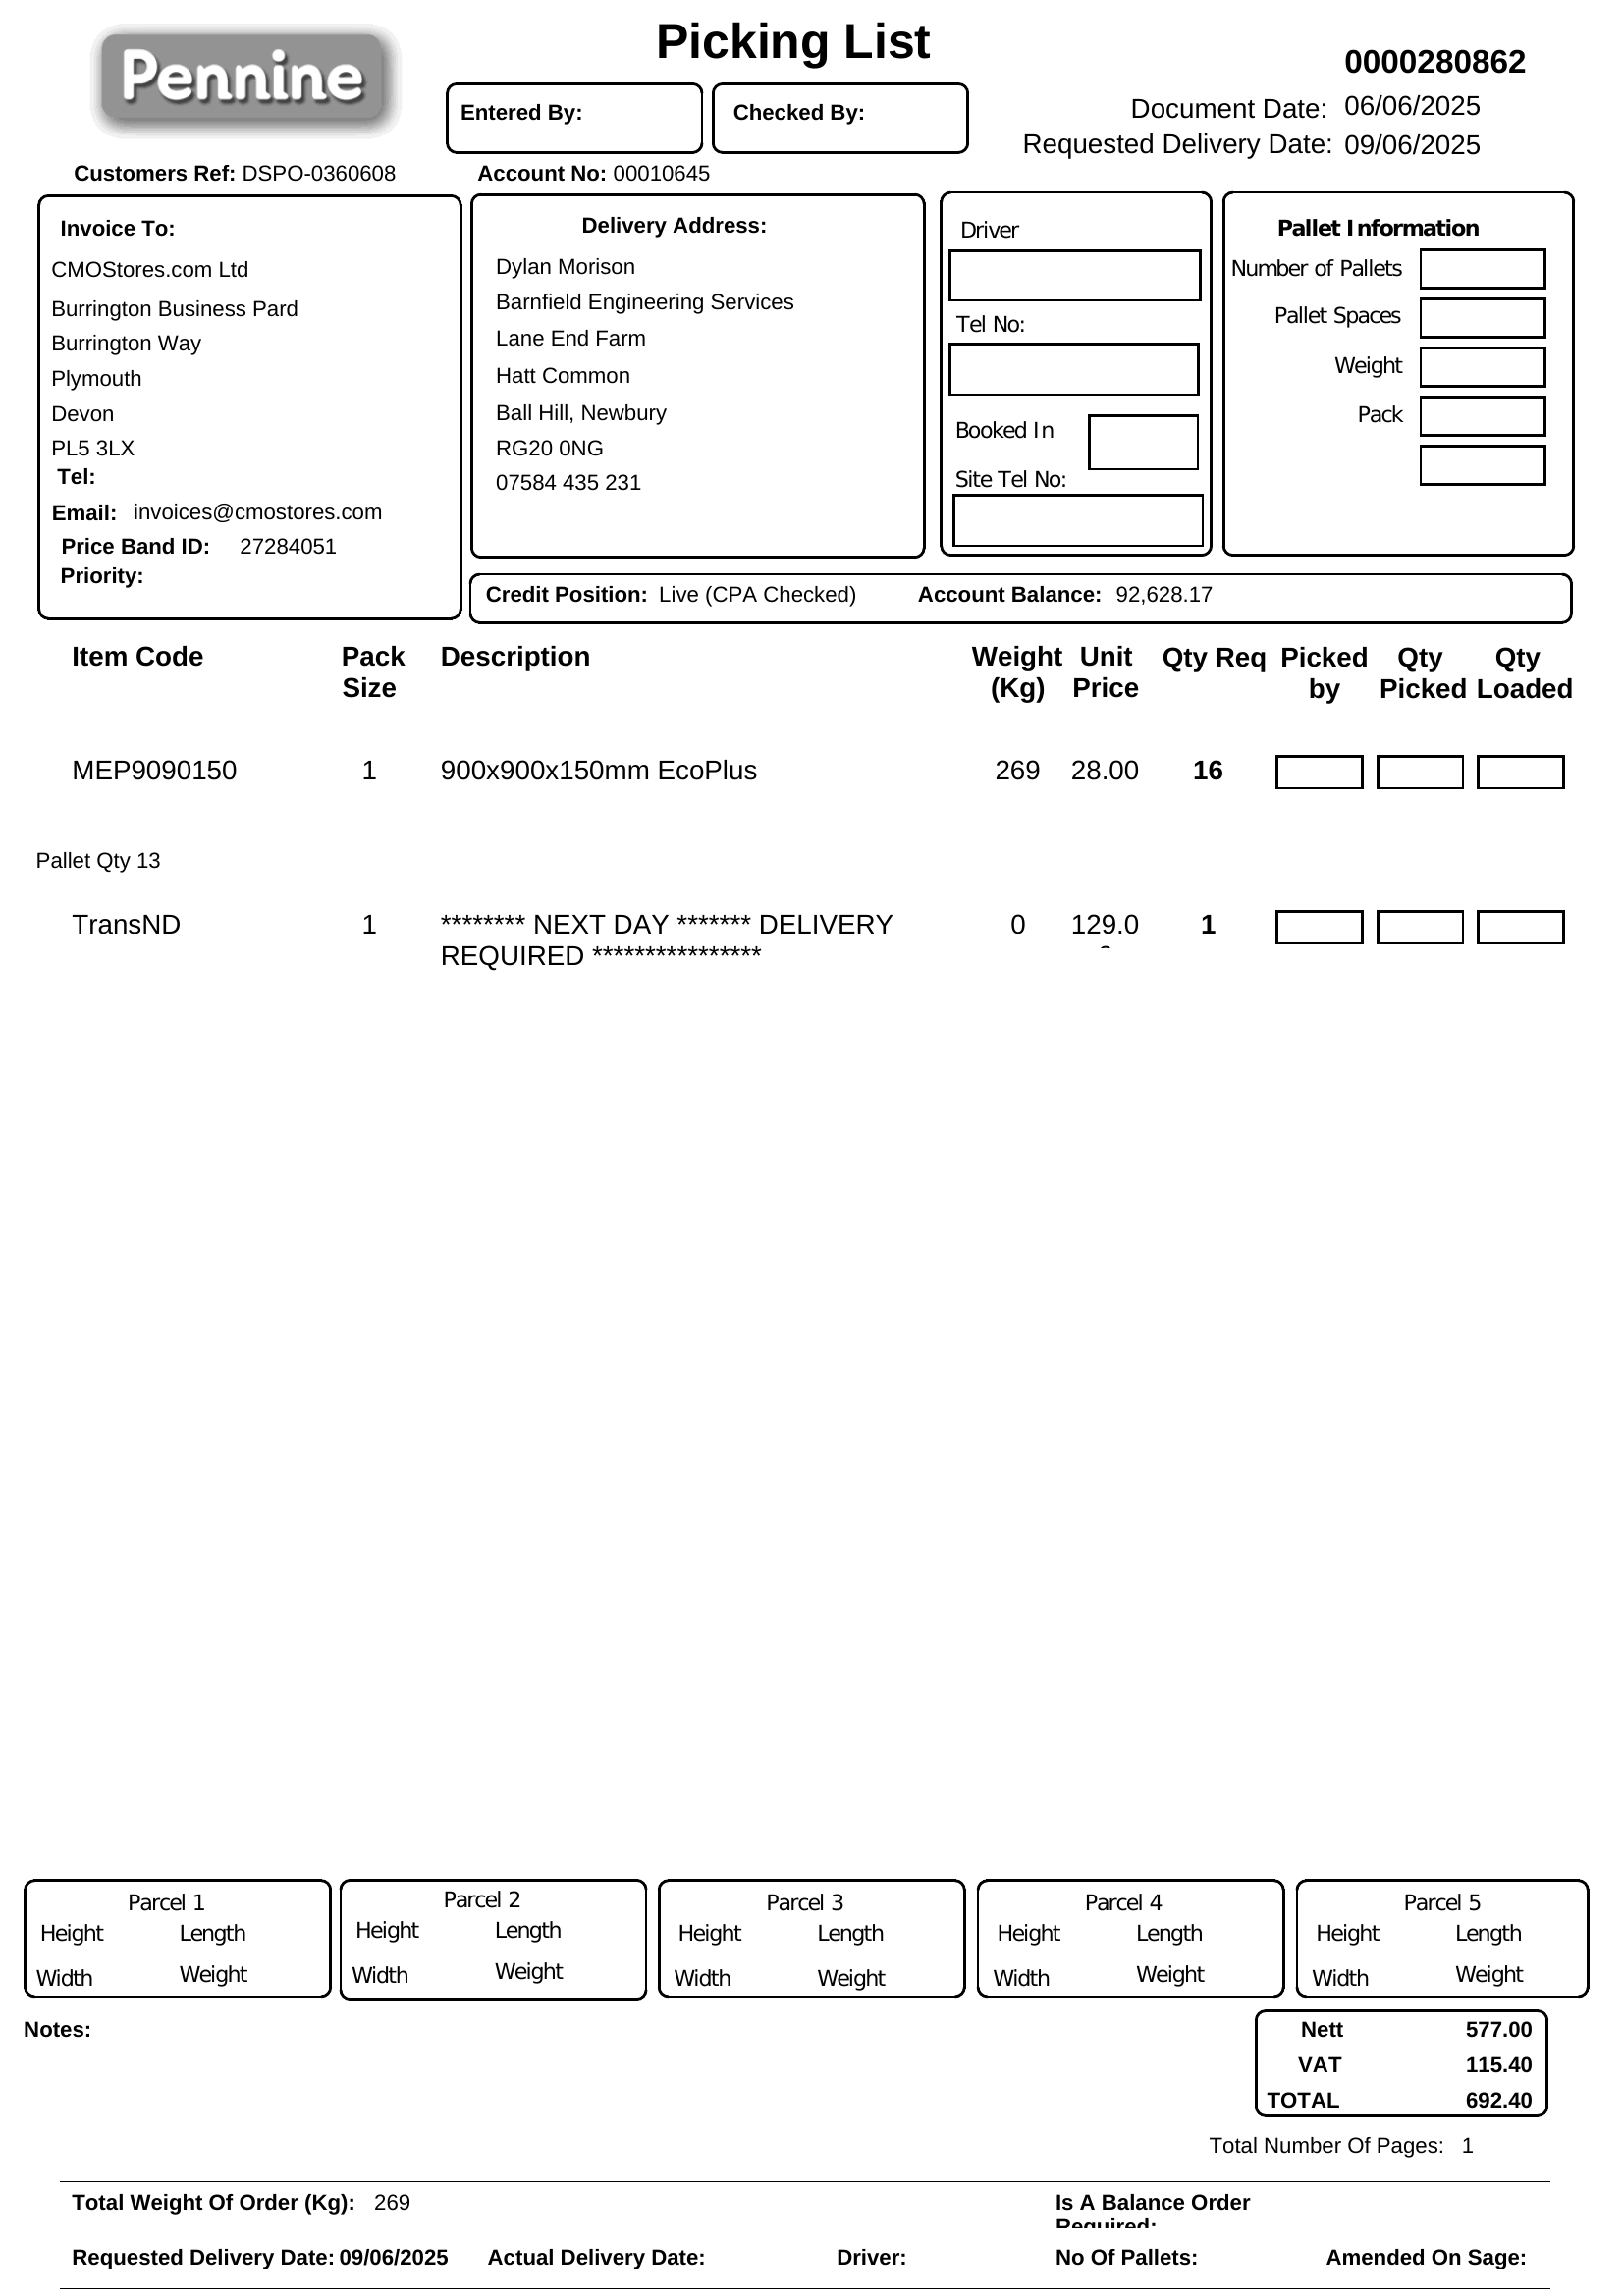 Pennine
Picking List
0000280862
Entered By:
Checked By:
Document Date: 06/06/2025
Requested Delivery Date: 09/06/2025
Customers Ref: DSPO-0360608
Account No: 00010645
Invoice To:
CMOStores.com Ltd
Burrington Business Pard
Burrington Way
Plymouth
Devon
PL5 3LX
Tel:
Email: invoices@cmostores.com
Price Band ID: 27284051
Priority:
Delivery Address:
Dylan Morison
Barnfield Engineering Services
Lane End Farm
Hatt Common
Ball Hill, Newbury
RG20 0NG
07584 435 231
Driver
Tel No:
Booked In
Site Tel No:
Pallet Information
Number of Pallets
Pallet Spaces
Weight
Pack
Credit Position: Live (CPA Checked) Account Balance: 92,628.17
Item Code Pack Description Weight Unit Qty Req Picked Qty Qty
Size (Kg) Price by Picked Loaded
MEP9090150 1 900x900x150mm EcoPlus 269 28.00 16
Pallet Qty 13
TransND 1 ******** NEXT DAY ******* DELIVERY 0 129.0 1
REQUIRED ****************
Parcel 1
Height Length
Width Weight
Parcel 2
Height Length
Width Weight
Parcel 3
Height Length
Width Weight
Parcel 4
Height Length
Width Weight
Parcel 5
Height Length
Width Weight
Notes:
Nett 577.00
VAT 115.40
TOTAL 692.40
Total Number Of Pages: 1
Total Weight Of Order (Kg): 269
Is A Balance Order
Required:
Requested Delivery Date: 09/06/2025 Actual Delivery Date: Driver: No Of Pallets: Amended On Sage: